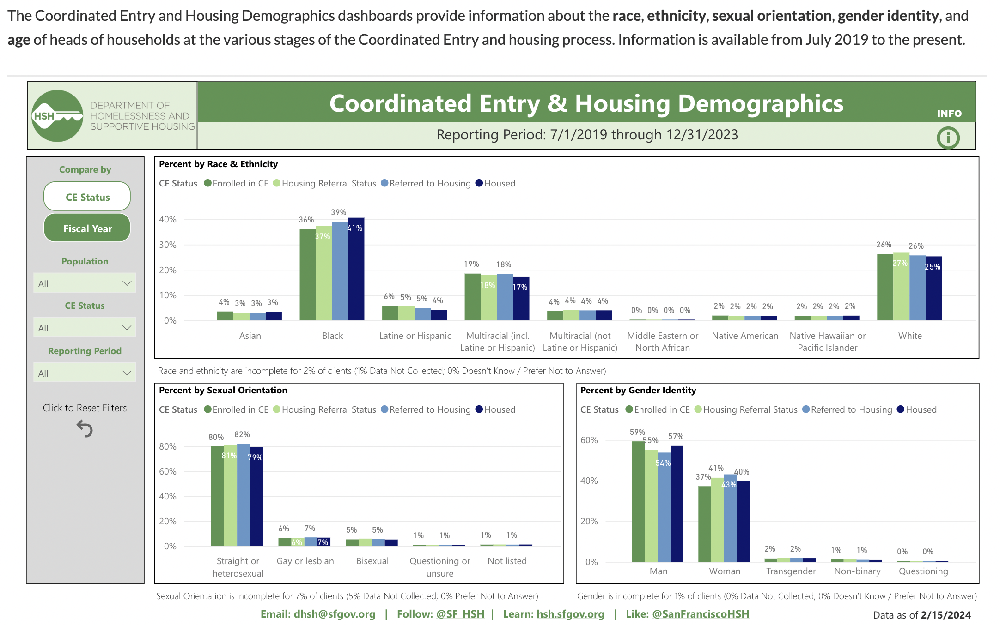 The Coordinated Entry and Housing Demographics dashboards provide information about the race, ethnicity, sexual orientation, gender identity, and
age of heads of households at the various stages of the Coordinated Entry and housing process. Information is available from July 2019 to the present.
HSH
DEPARTMENT OF
HOMELESSNESS AND
SUPPORTIVE HOUSING
Coordinated Entry & Housing Demographics
INFO
Reporting Period: 7/1/2019 through 12/31/2023
i
Compare by
CE Status
Fiscal Year
Population
All
CE Status
All
Reporting Period
All
Click to Reset Filters
Percent by Race & Ethnicity
CE Status Enrolled in CE Housing Referral Status Referred to Housing Housed
40%
30%
20%
10%
0%
4% 3% 3% 3%
36% 37% 39% 41%
6% 5% 5% 4%
19% 18% 18% 17%
4% 4% 4% 4%
0% 0% 0% 0%
2% 2% 2% 2%
2% 2% 2% 2%
26% 27% 26% 25%
Asian
Black
Latine or Hispanic
Multiracial (incl.
Latine or Hispanic)
Multiracial (not
Latine or Hispanic)
Middle Eastern or
North African
Native American
Native Hawaiian or
Pacific Islander
White
Race and ethnicity are incomplete for 2% of clients (1% Data Not Collected; 0% Doesn't Know / Prefer Not to Answer)
Percent by Sexual Orientation
CE Status Enrolled in CE Housing Referral Status Referred to Housing Housed
80%
60%
40%
20%
0%
80% 81% 82% 79%
6% 6% 7% 7%
5% 5%
1% 1%
1% 1%
Straight or
heterosexual
Gay or lesbian
Bisexual
Questioning or
unsure
Not listed
Sexual Orientation is incomplete for 7% of clients (5% Data Not Collected; 0% Prefer Not to Answer)
Percent by Gender Identity
CE Status Enrolled in CE Housing Referral Status Referred to Housing Housed
60%
40%
20%
0%
59% 55% 54% 57%
37% 41% 43% 40%
2% 2%
1% 1%
0% 0%
Man
Woman
Transgender
Non-binary
Questioning
Gender is incomplete for 1% of clients (0% Data Not Collected; 0% Doesn't Know / Prefer Not to Answer)
Email: dhsh@sfgov.org | Follow: @SF_HSH | Learn: hsh.sfgov.org | Like: @SanFranciscoHSH
Data as of 2/15/2024